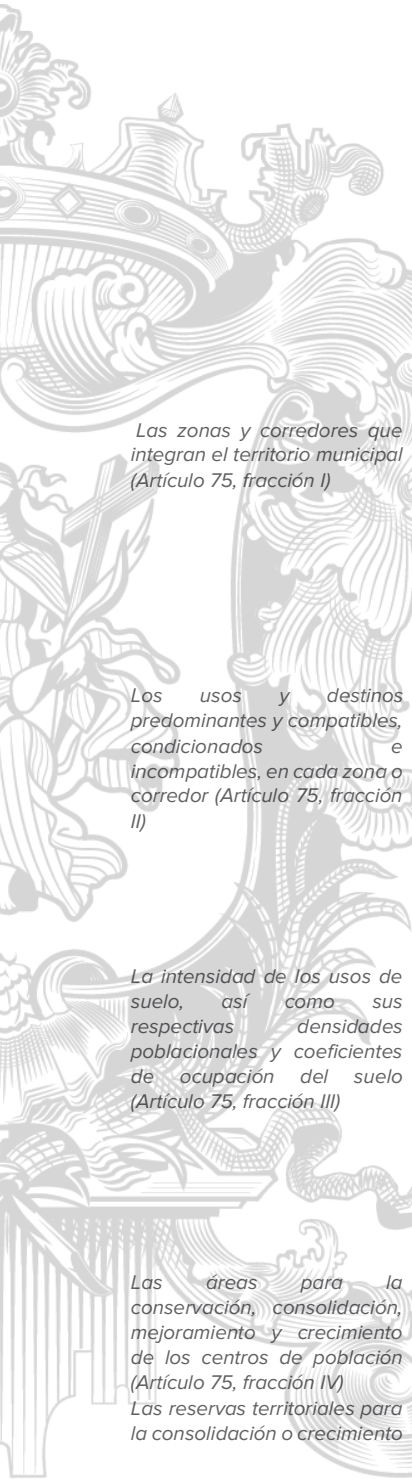 Las zonas y corredores que
integran el territorio municipal
(Artículo 75, fracción I)
Los usos y destinos
predominantes y compatibles,
condicionados e
incompatibles, en cada zona o
corredor (Artículo 75, fracción
II)
La intensidad de los usos de
suelo, así como sus
respectivas densidades
poblacionales y coeficientes
de ocupación del suelo
(Artículo 75, fracción III)
Las áreas para la
conservación, consolidación,
mejoramiento y crecimiento
de los centros de población
(Artículo 75, fracción IV)
Las reservas territoriales para
la consolidación o crecimiento